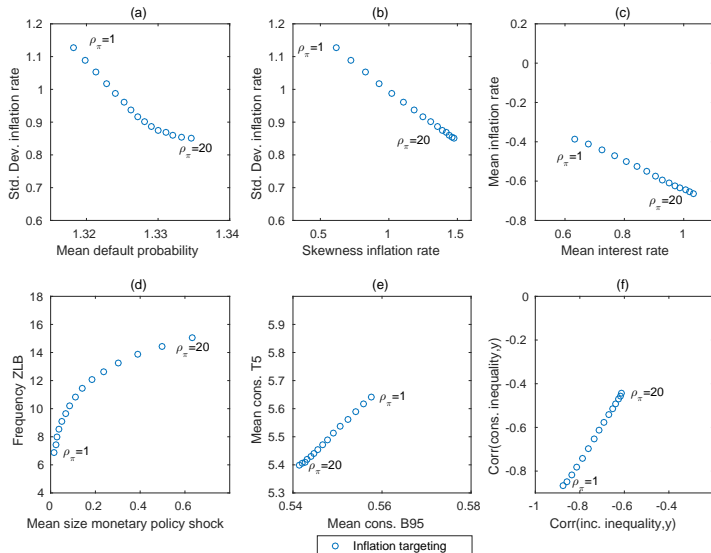 (a)
Std. Dev. inflation rate
1.2
1.1
1
0.9
0.8
0.7
0.6
ρπ=1
ρπ=20
1.32
1.33
1.34
Mean default probability
(b)
Std. Dev. inflation rate
1.2
1.1
1
0.9
0.8
0.7
0.6
ρπ=1
ρπ=20
0.5
1
1.5
Skewness inflation rate
(c)
Mean inflation rate
0.2
0
-0.2
-0.4
-0.6
-0.8
ρπ=1
ρπ=20
0.6
0.8
1
Mean interest rate
(d)
Frequency ZLB
18
16
14
12
10
8
6
4
ρπ=20
ρπ=1
0
0.2
0.4
0.6
Mean size monetary policy shock
(e)
Mean cons. T5
5.9
5.8
5.7
5.6
5.5
5.4
5.3
ρπ=1
ρπ=20
0.54
0.56
0.58
Mean cons. B95
(f)
Corr(cons. inequality,y)
0
-0.2
-0.4
-0.6
-0.8
ρπ=20
ρπ=1
-1
-0.8
-0.6
-0.4
Corr(inc. inequality,y)
Inflation targeting